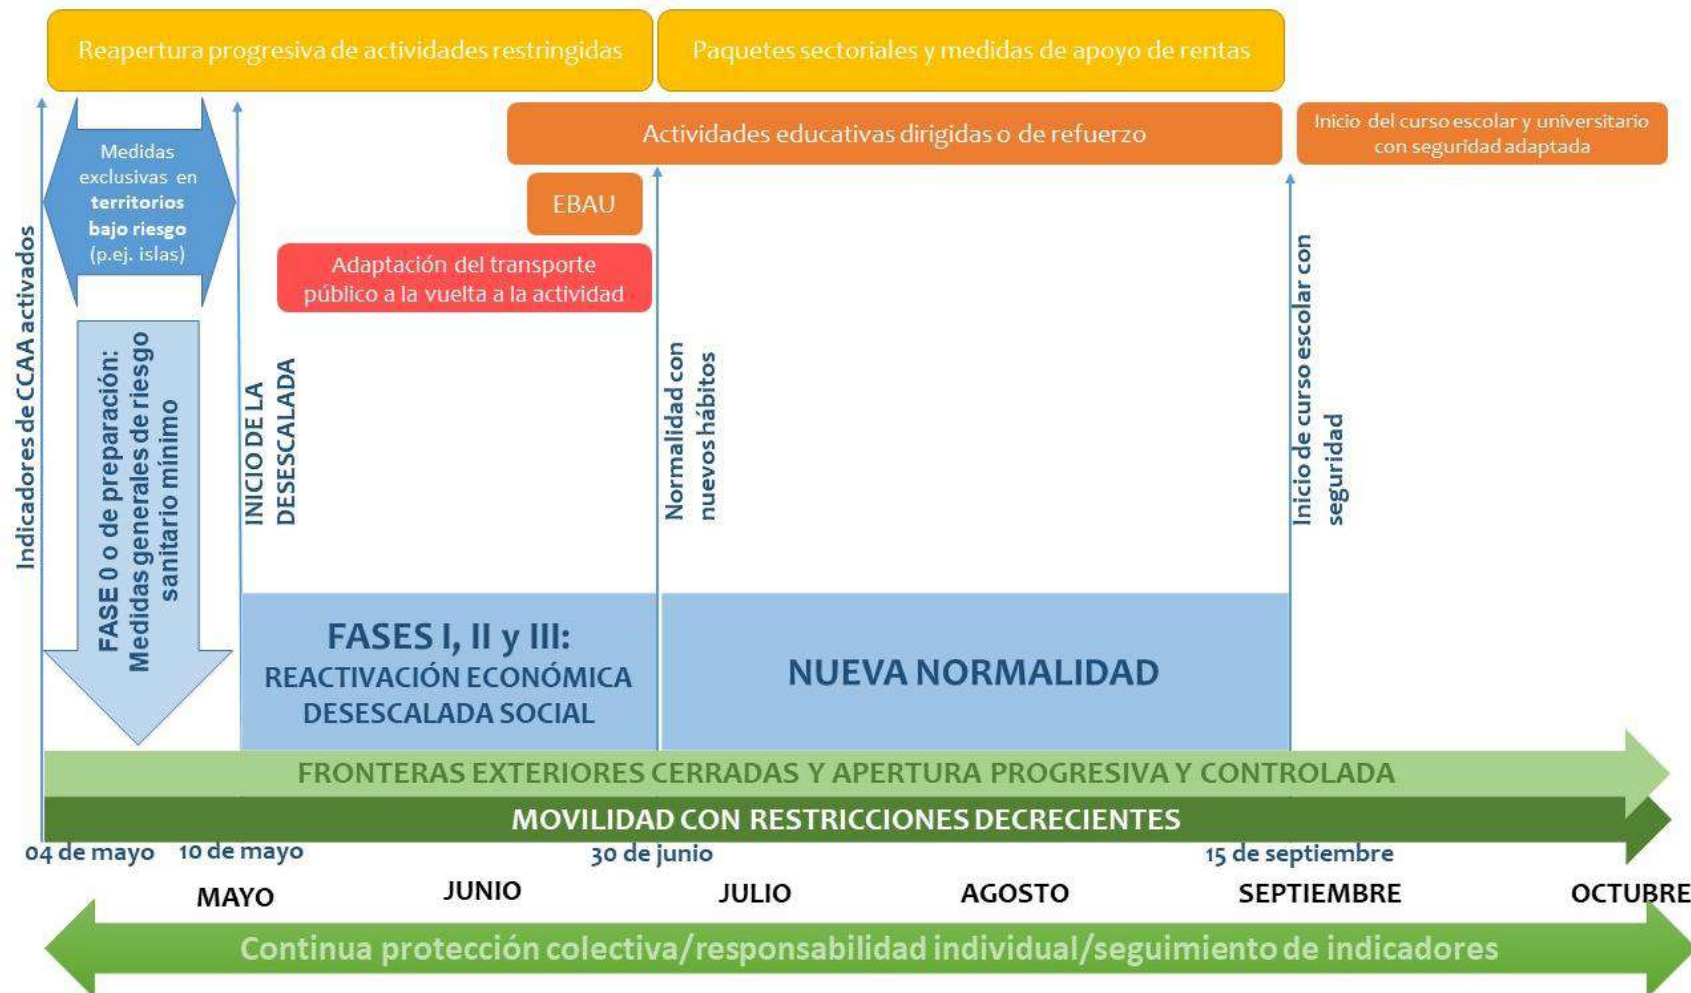 Reapertura progresiva de actividades restringidas
Paquetes sectoriales y medidas de apoyo de rentas
Actividades educativas dirigidas o de refuerzo
Inicio del curso escolar y universitario
con seguridad adaptada
Medidas
exclusivas en
territorios
bajo riesgo
(p.ej. islas)
EBAU
Adaptación del transporte
público a la vuelta a la actividad
Indicadores de CCAA activados
FASE 0 o de preparación:
Medidas generales de riesgo
sanitario mínimo
INICIO DE LA
DESESCALADA
Normalidad con
nuevos hábitos
Inicio de curso escolar con
seguridad
FASES I, II y III:
REACTIVACIÓN ECONÓMICA
DESESCALADA SOCIAL
NUEVA NORMALIDAD
FRONTERAS EXTERIORES CERRADAS Y APERTURA PROGRESIVA Y CONTROLADA
MOVILIDAD CON RESTRICCIONES DECRECIENTES
04 de mayo
10 de mayo
30 de junio
15 de septiembre
MAYO
JUNIO
JULIO
AGOSTO
SEPTIEMBRE
OCTUBRE
Continua protección colectiva/responsabilidad individual/seguimiento de indicadores